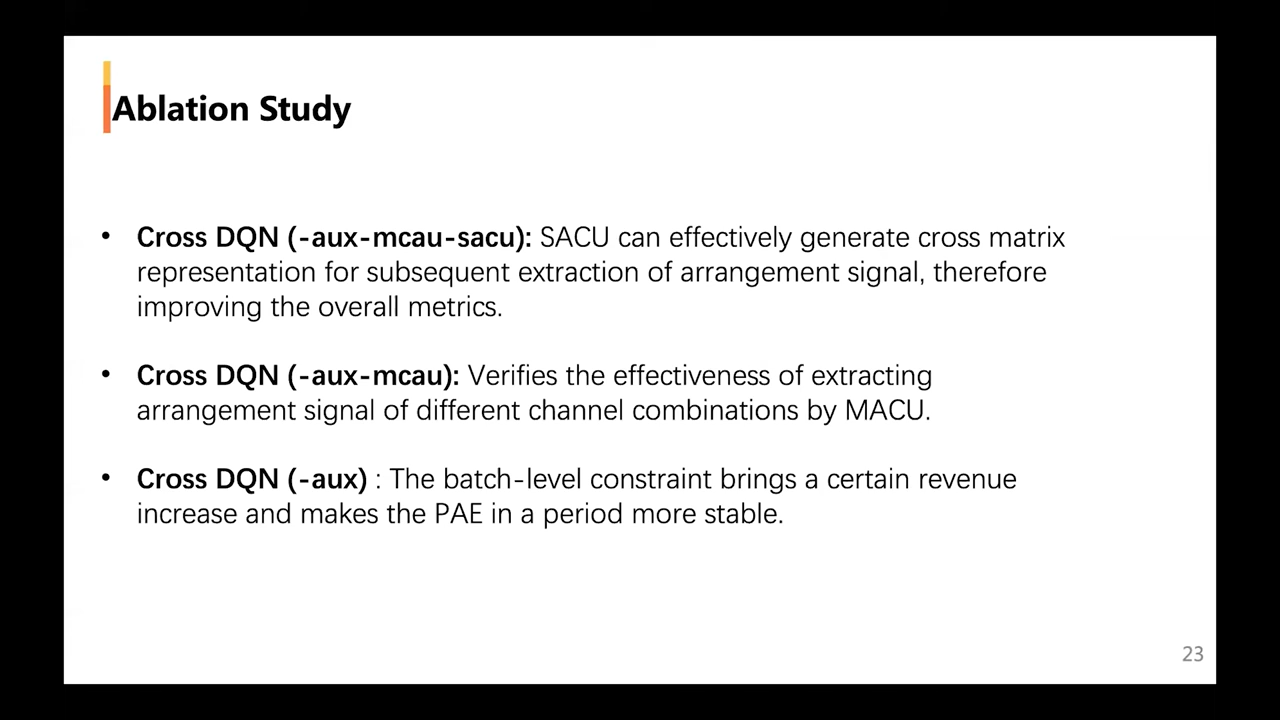 Ablation Study
• Cross DQN (-aux-mcau-sacu): SACU can effectively generate cross matrix
representation for subsequent extraction of arrangement signal, therefore
improving the overall metrics.
• Cross DQN (-aux-mcau): Verifies the effectiveness of extracting
arrangement signal of different channel combinations by MACU.
• Cross DQN (-aux) : The batch-level constraint brings a certain revenue
increase and makes the PAE in a period more stable.
23